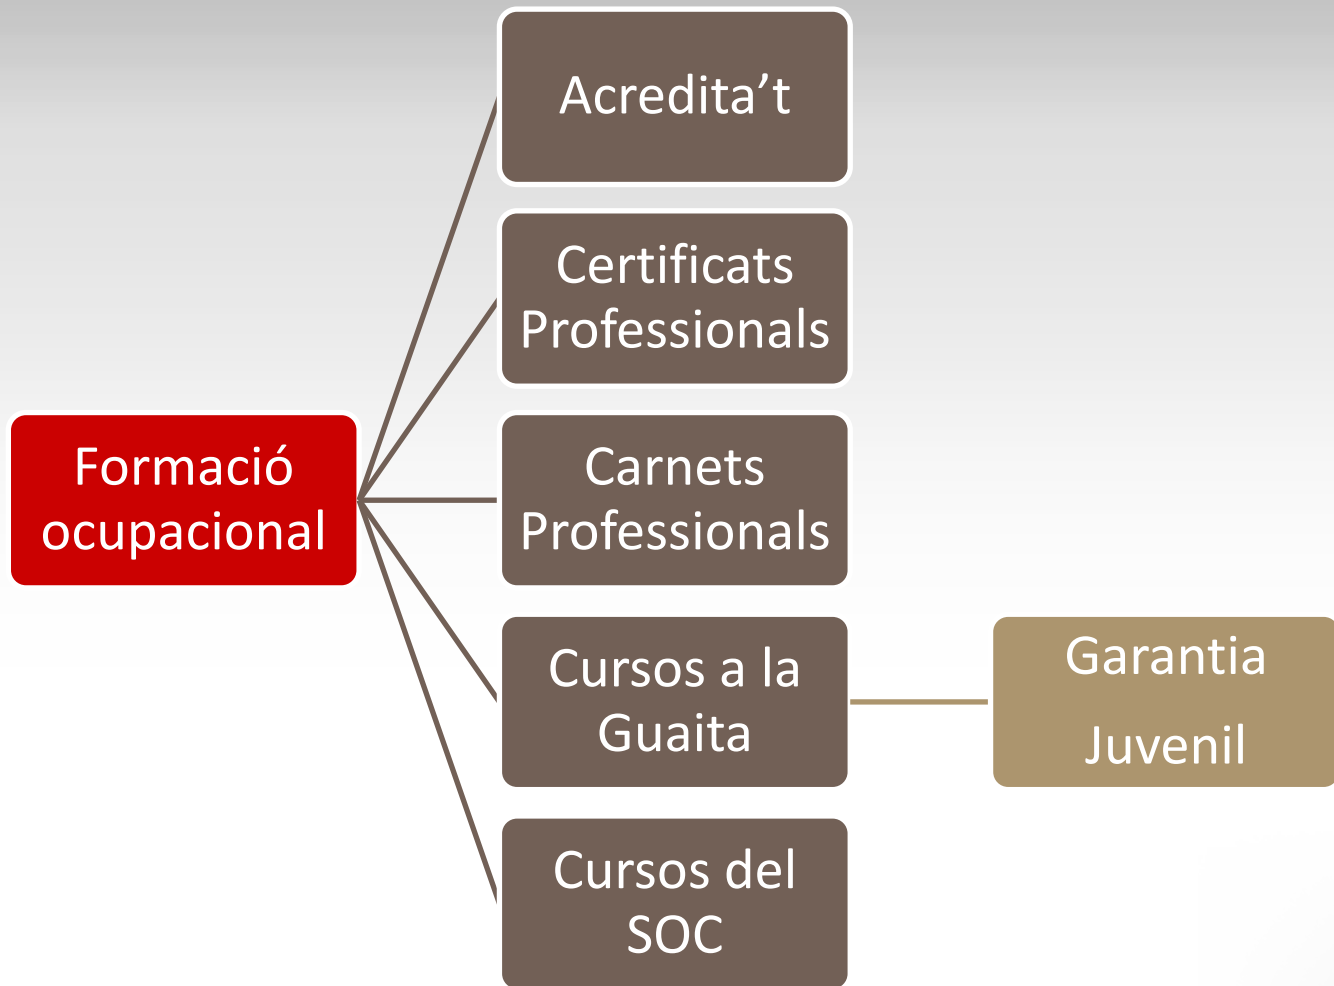 Acredita’t
Certificats
Professionals
Formació
ocupacional
Carnets
Professionals
Cursos a la
Guaita
Garantia
Juvenil
Cursos del
SOC